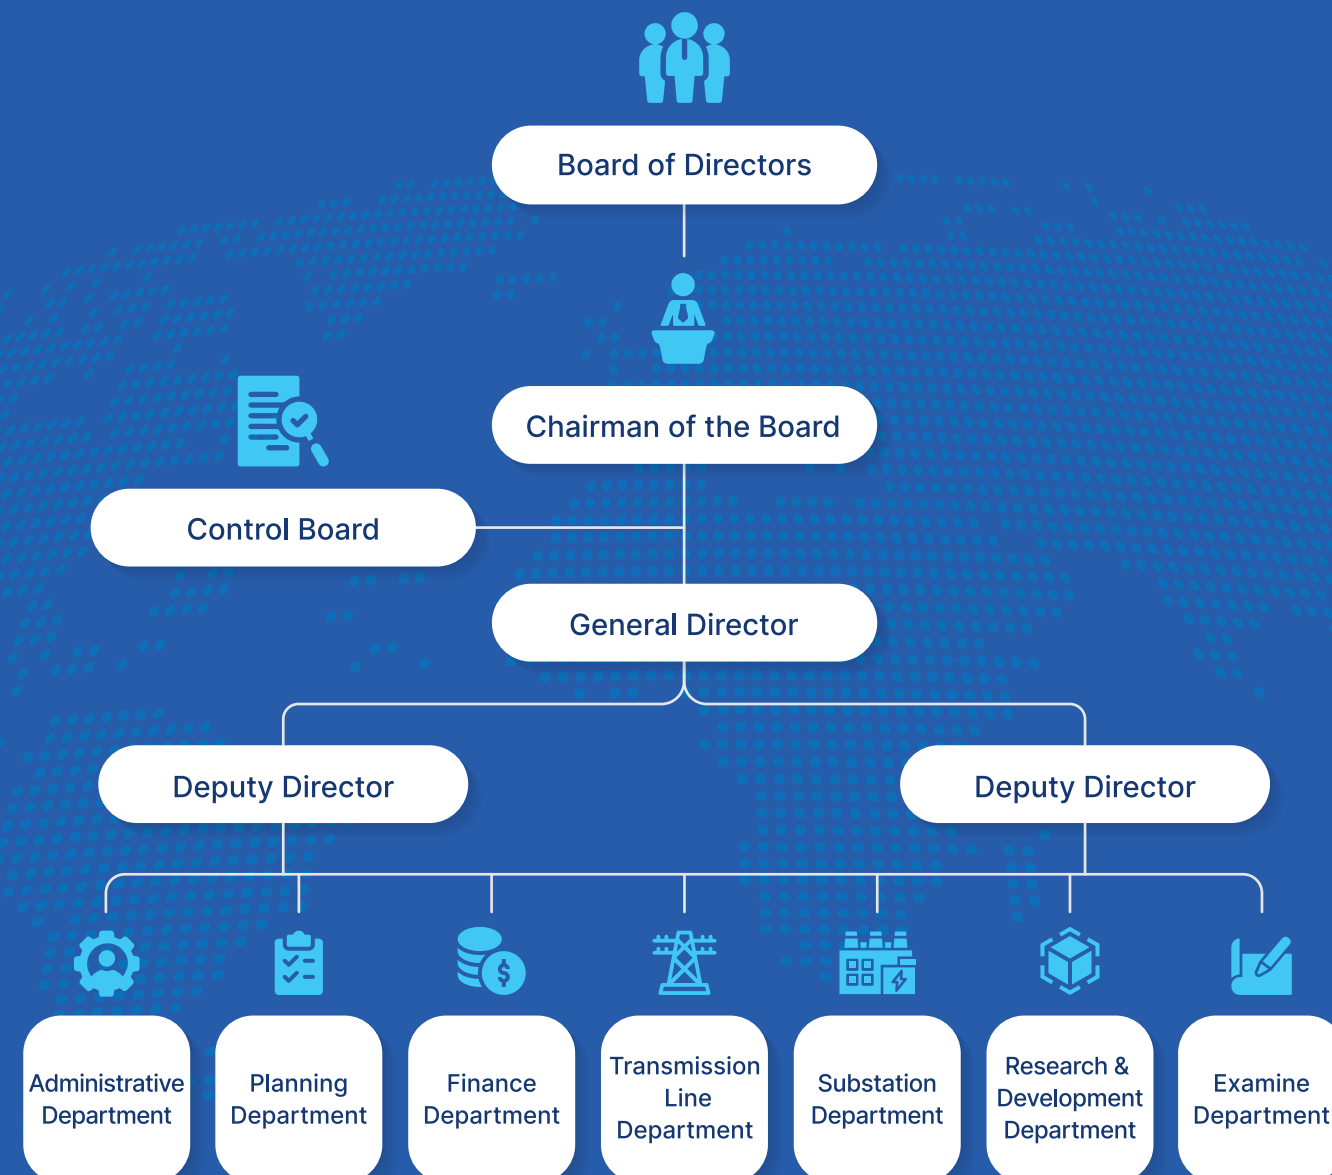 Board of Directors
Chairman of the Board
Control Board
General Director
Deputy Director
Deputy Director
Administrative
Department
Planning
Department
Finance
Department
Transmission
Line
Department
Substation
Department
Research &
Development
Department
Examine
Department